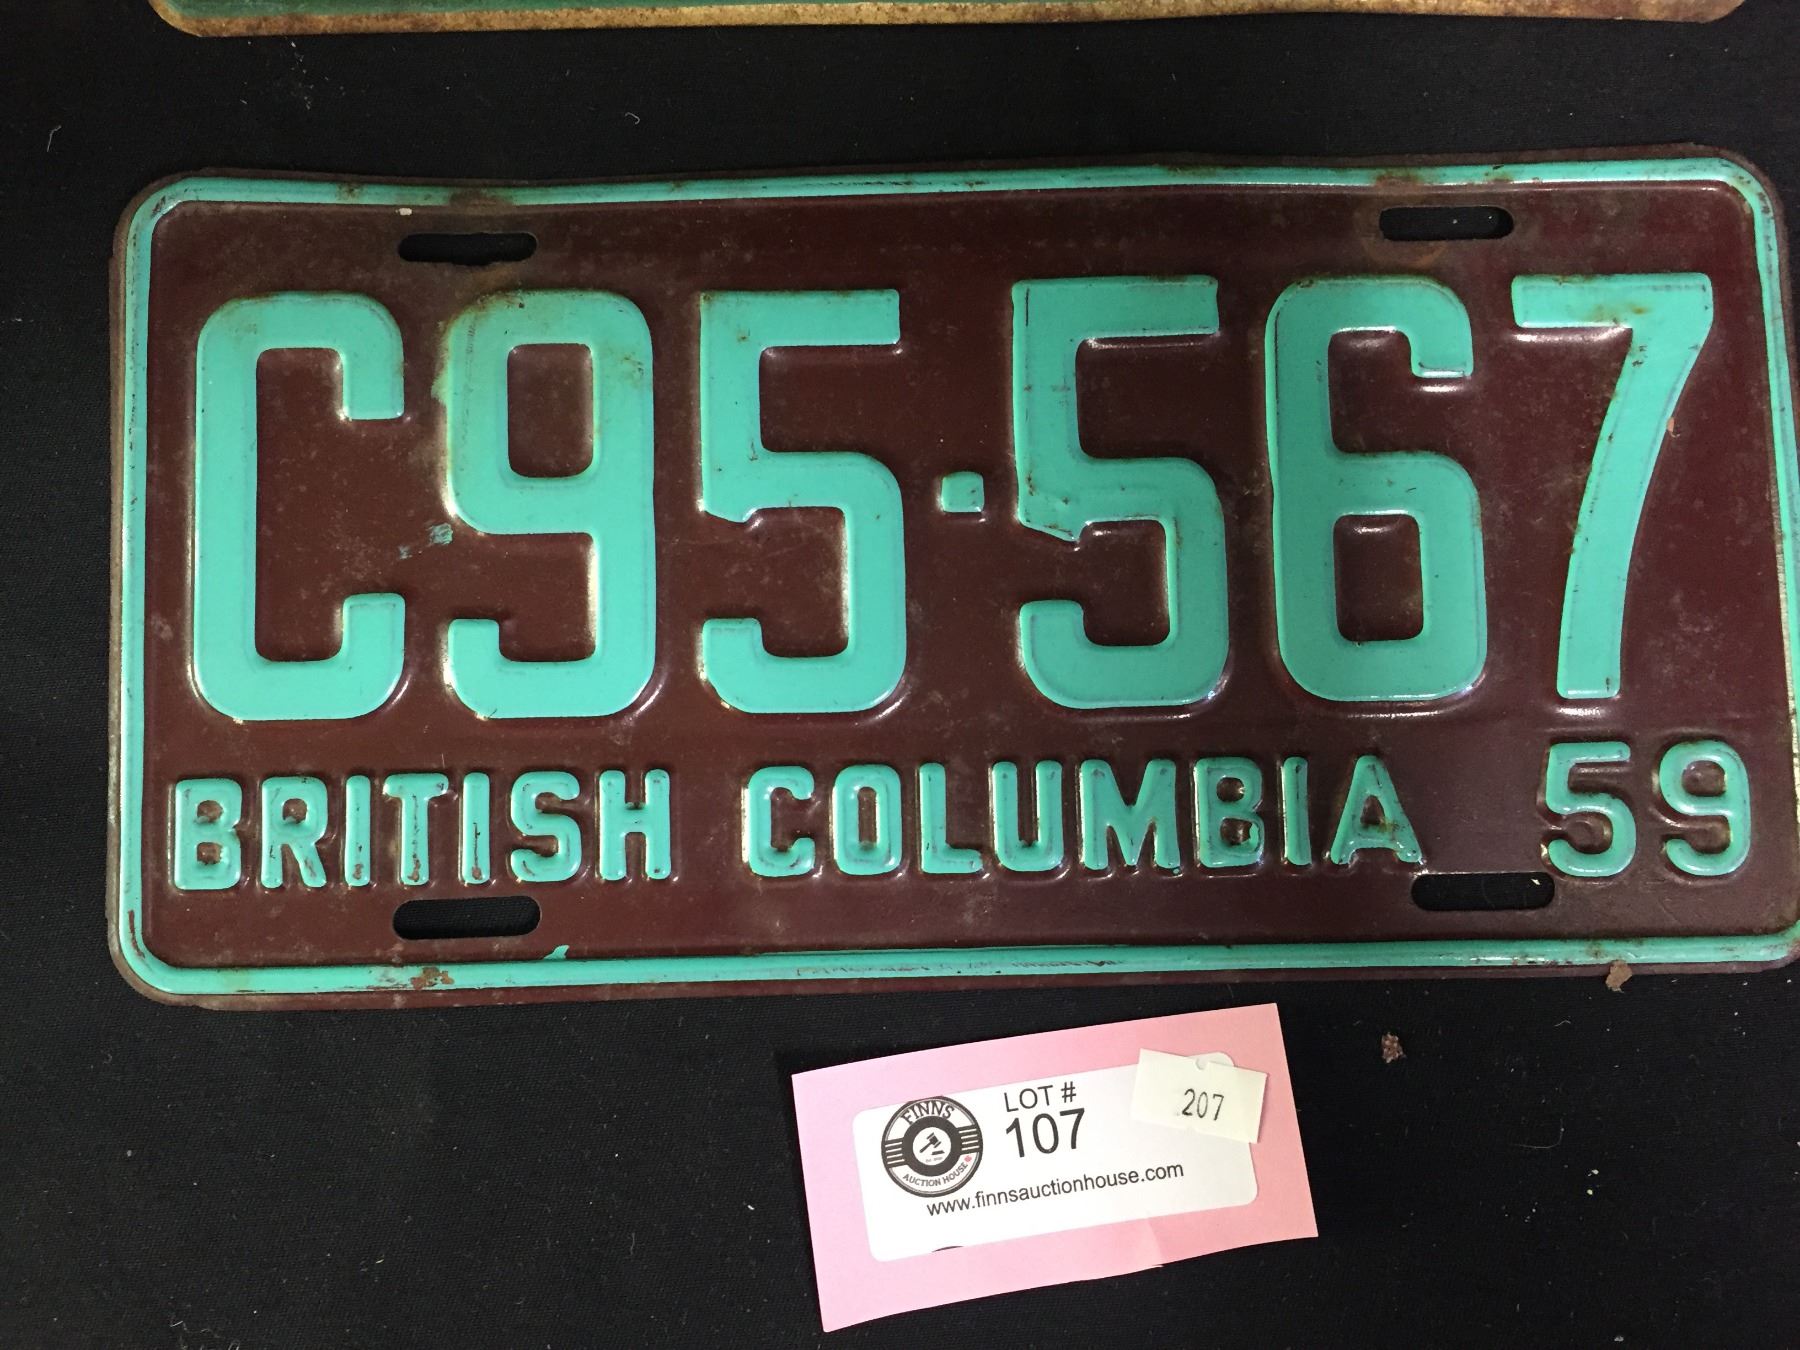 C95·567
BRITISH COLUMBIA 59
FINNS
AUCTION HOUSE
LOT #
107
207
www.finnsauctionhouse.com